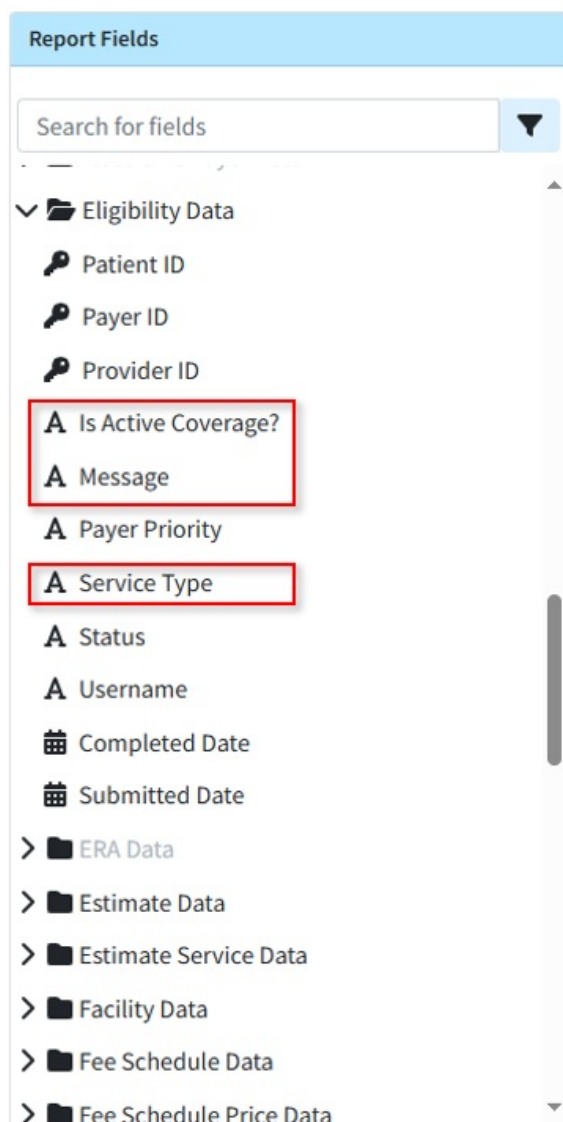 Report Fields
Search for fields
Eligibility Data
Patient ID
Payer ID
Provider ID
Is Active Coverage?
Message
Payer Priority
Service Type
Status
Username
Completed Date
Submitted Date
ERA Data
Estimate Data
Estimate Service Data
Facility Data
Fee Schedule Data
Fee Schedule Price Data